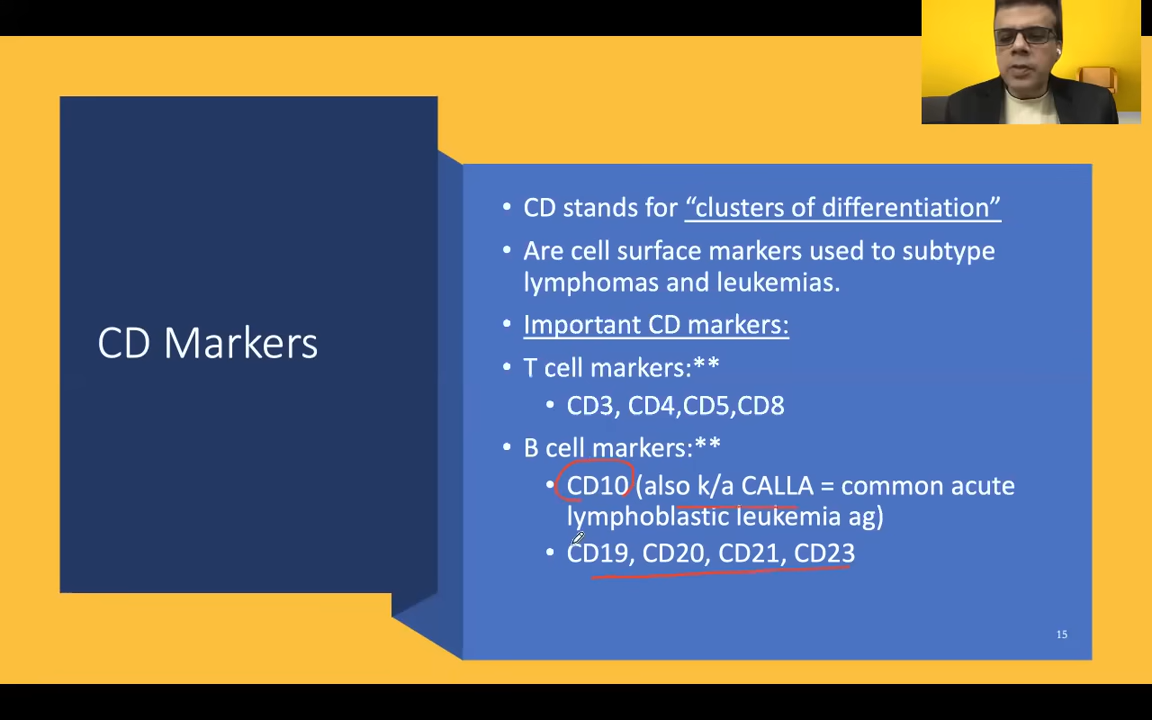 CD Markers
• CD stands for “clusters of differentiation”
• Are cell surface markers used to subtype
lymphomas and leukemias.
• Important CD markers:
• T cell markers:**
• CD3, CD4,CD5,CD8
• B cell markers:**
• CD10 (also k/a CALLA = common acute
lymphoblastic leukemia ag)
• CD19, CD20, CD21, CD23
15